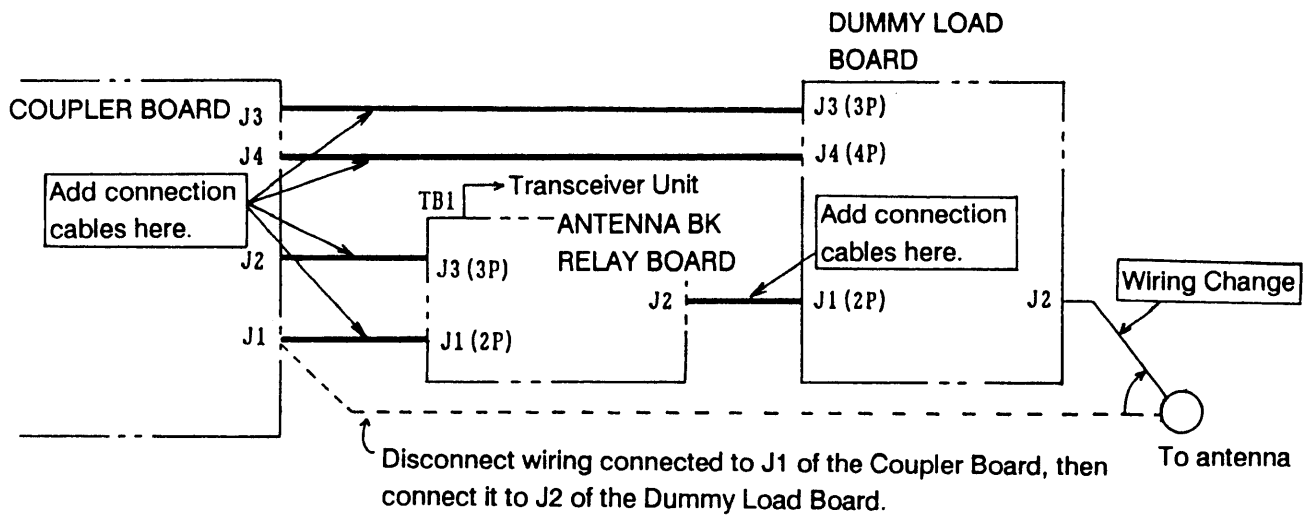 DUMMY LOAD
BOARD
COUPLER BOARD
J3
J4
J2
J1
Add connection
cables here.
TB1
Transceiver Unit
ANTENNA BK
RELAY BOARD
J3 (3P)
J1 (2P)
J2
Add connection
cables here.
J3 (3P)
J4 (4P)
J1 (2P)
J2
Wiring Change
To antenna
Disconnect wiring connected to J1 of the Coupler Board, then
connect it to J2 of the Dummy Load Board.